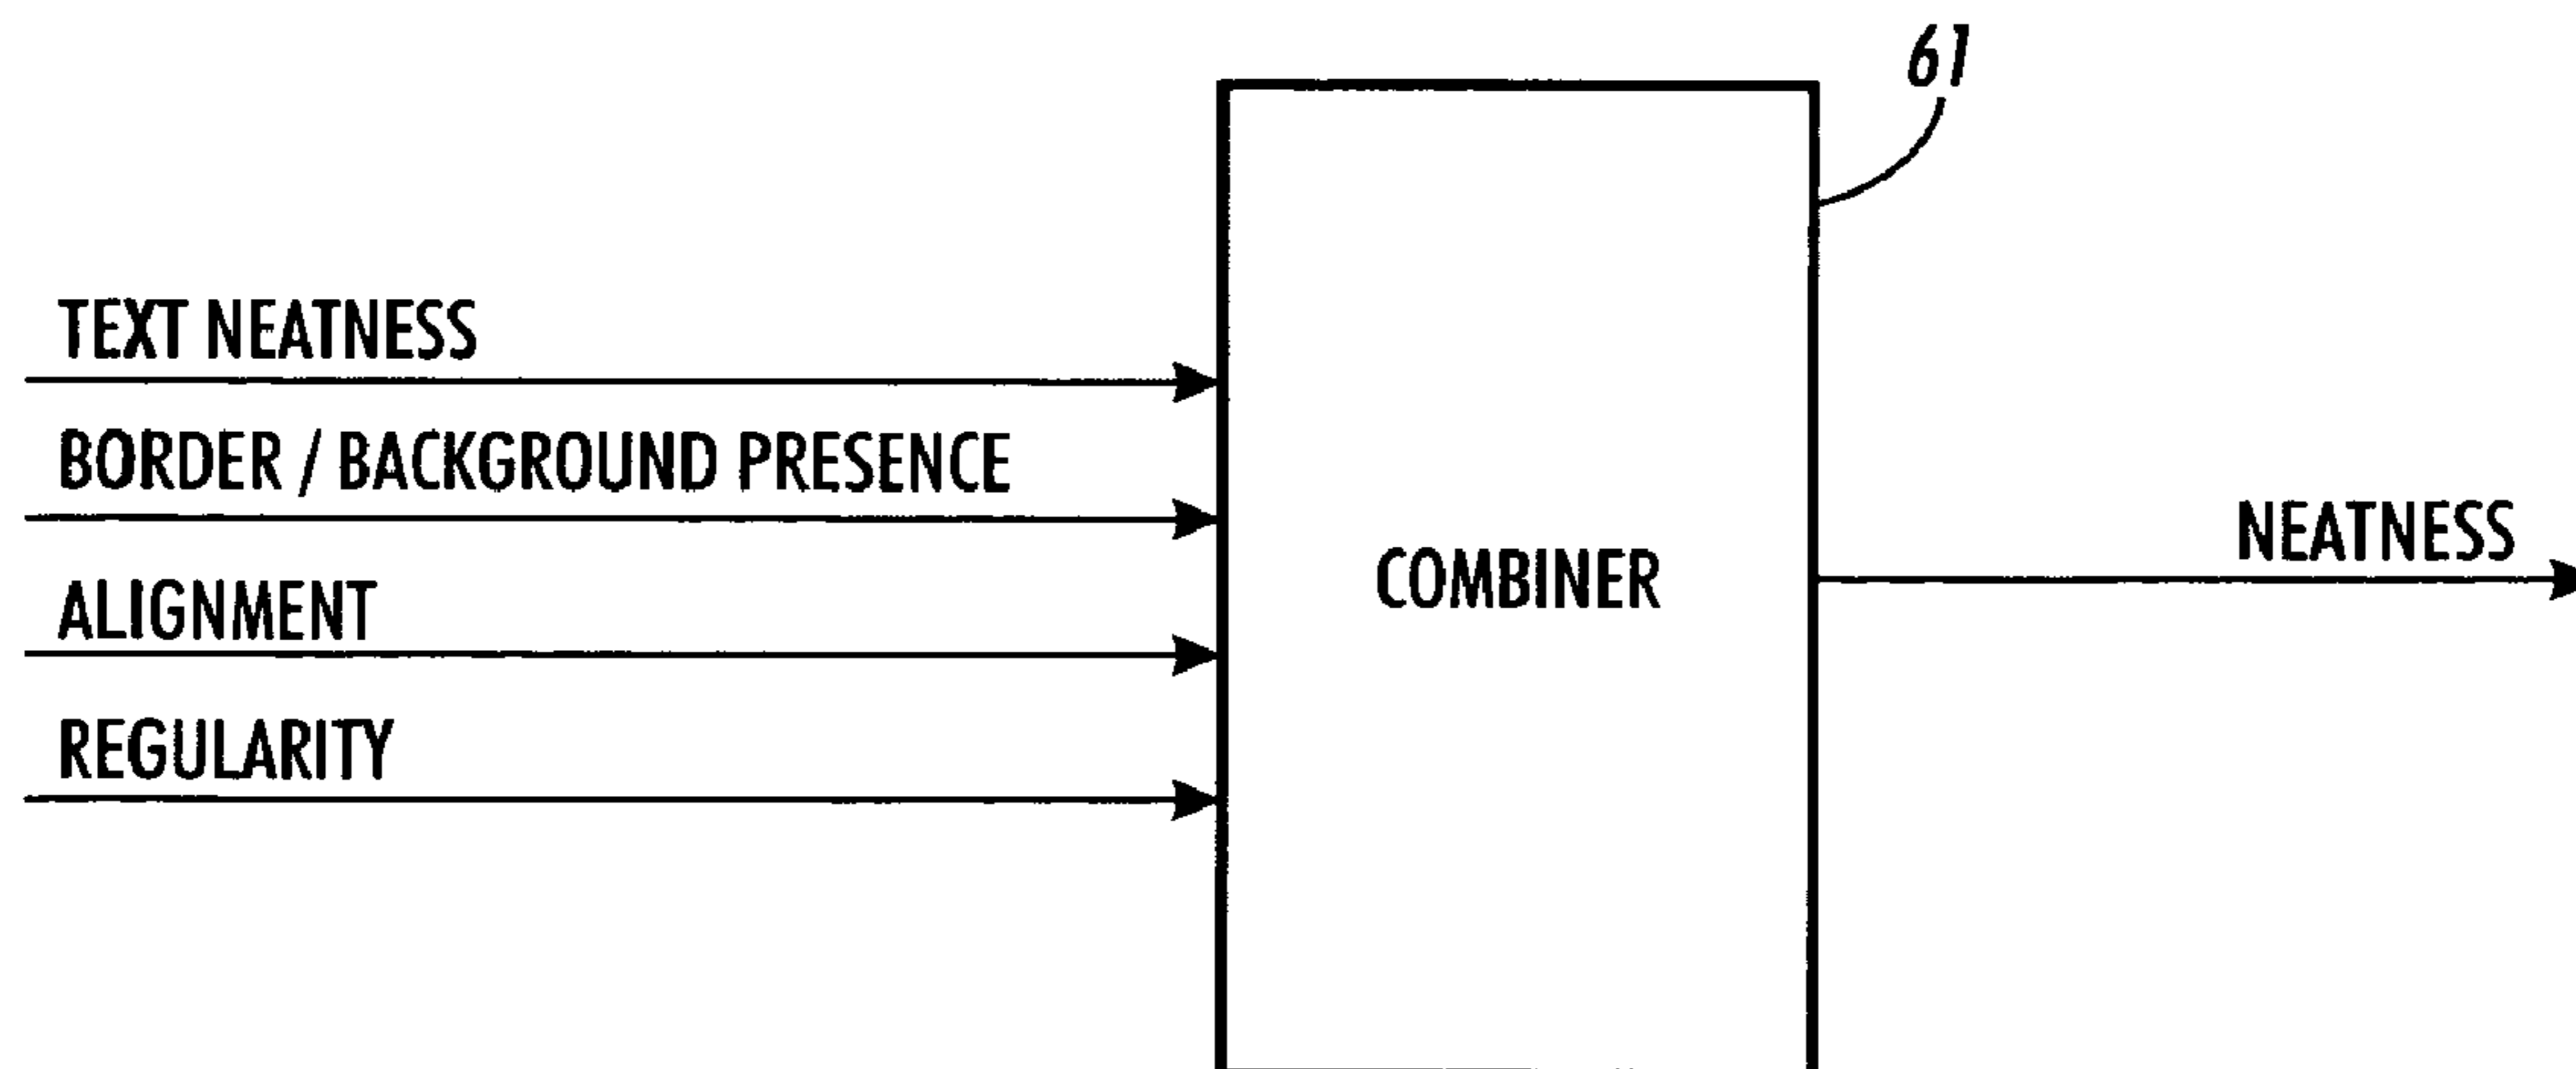 61
TEXT NEATNESS
BORDER / BACKGROUND PRESENCE
ALIGNMENT
REGULARITY
COMBINER
NEATNESS